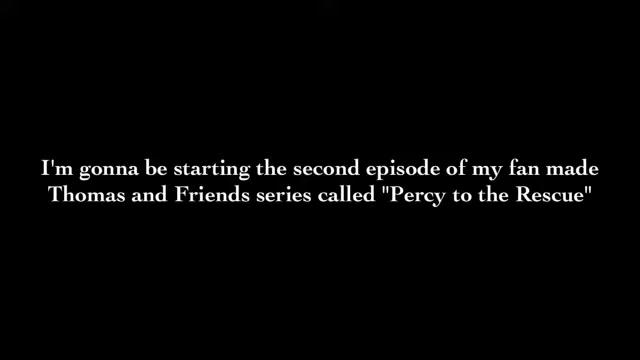 I'm gonna be starting the second episode of my fan made
Thomas and Friends series called "Percy to the Rescue"